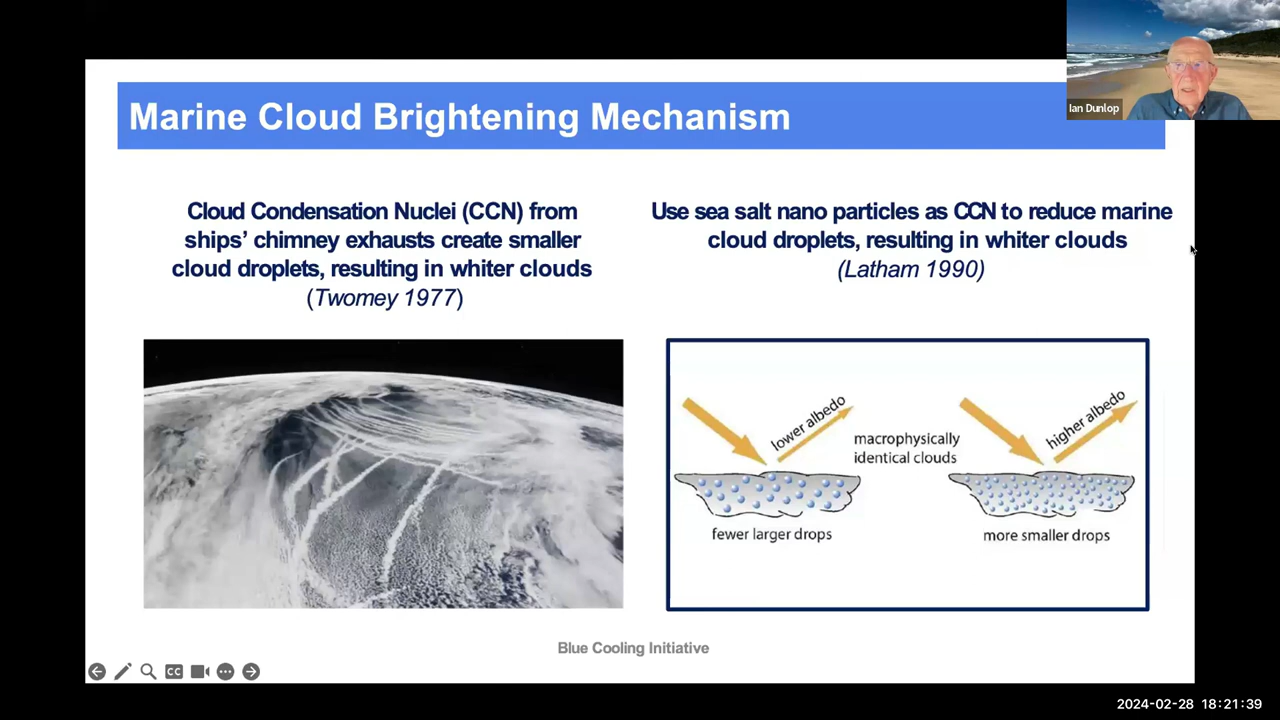 Ian Dunlop
Marine Cloud Brightening Mechanism
Cloud Condensation Nuclei (CCN) from
ships’ chimney exhausts create smaller
cloud droplets, resulting in whiter clouds
(Twomey 1977)
Use sea salt nano particles as CCN to reduce marine
cloud droplets, resulting in whiter clouds
(Latham 1990)
lower albedo
macrophysically
identical clouds
higher albedo
fewer larger drops
more smaller drops
Blue Cooling Initiative
CC
2024-02-28 18:21:39